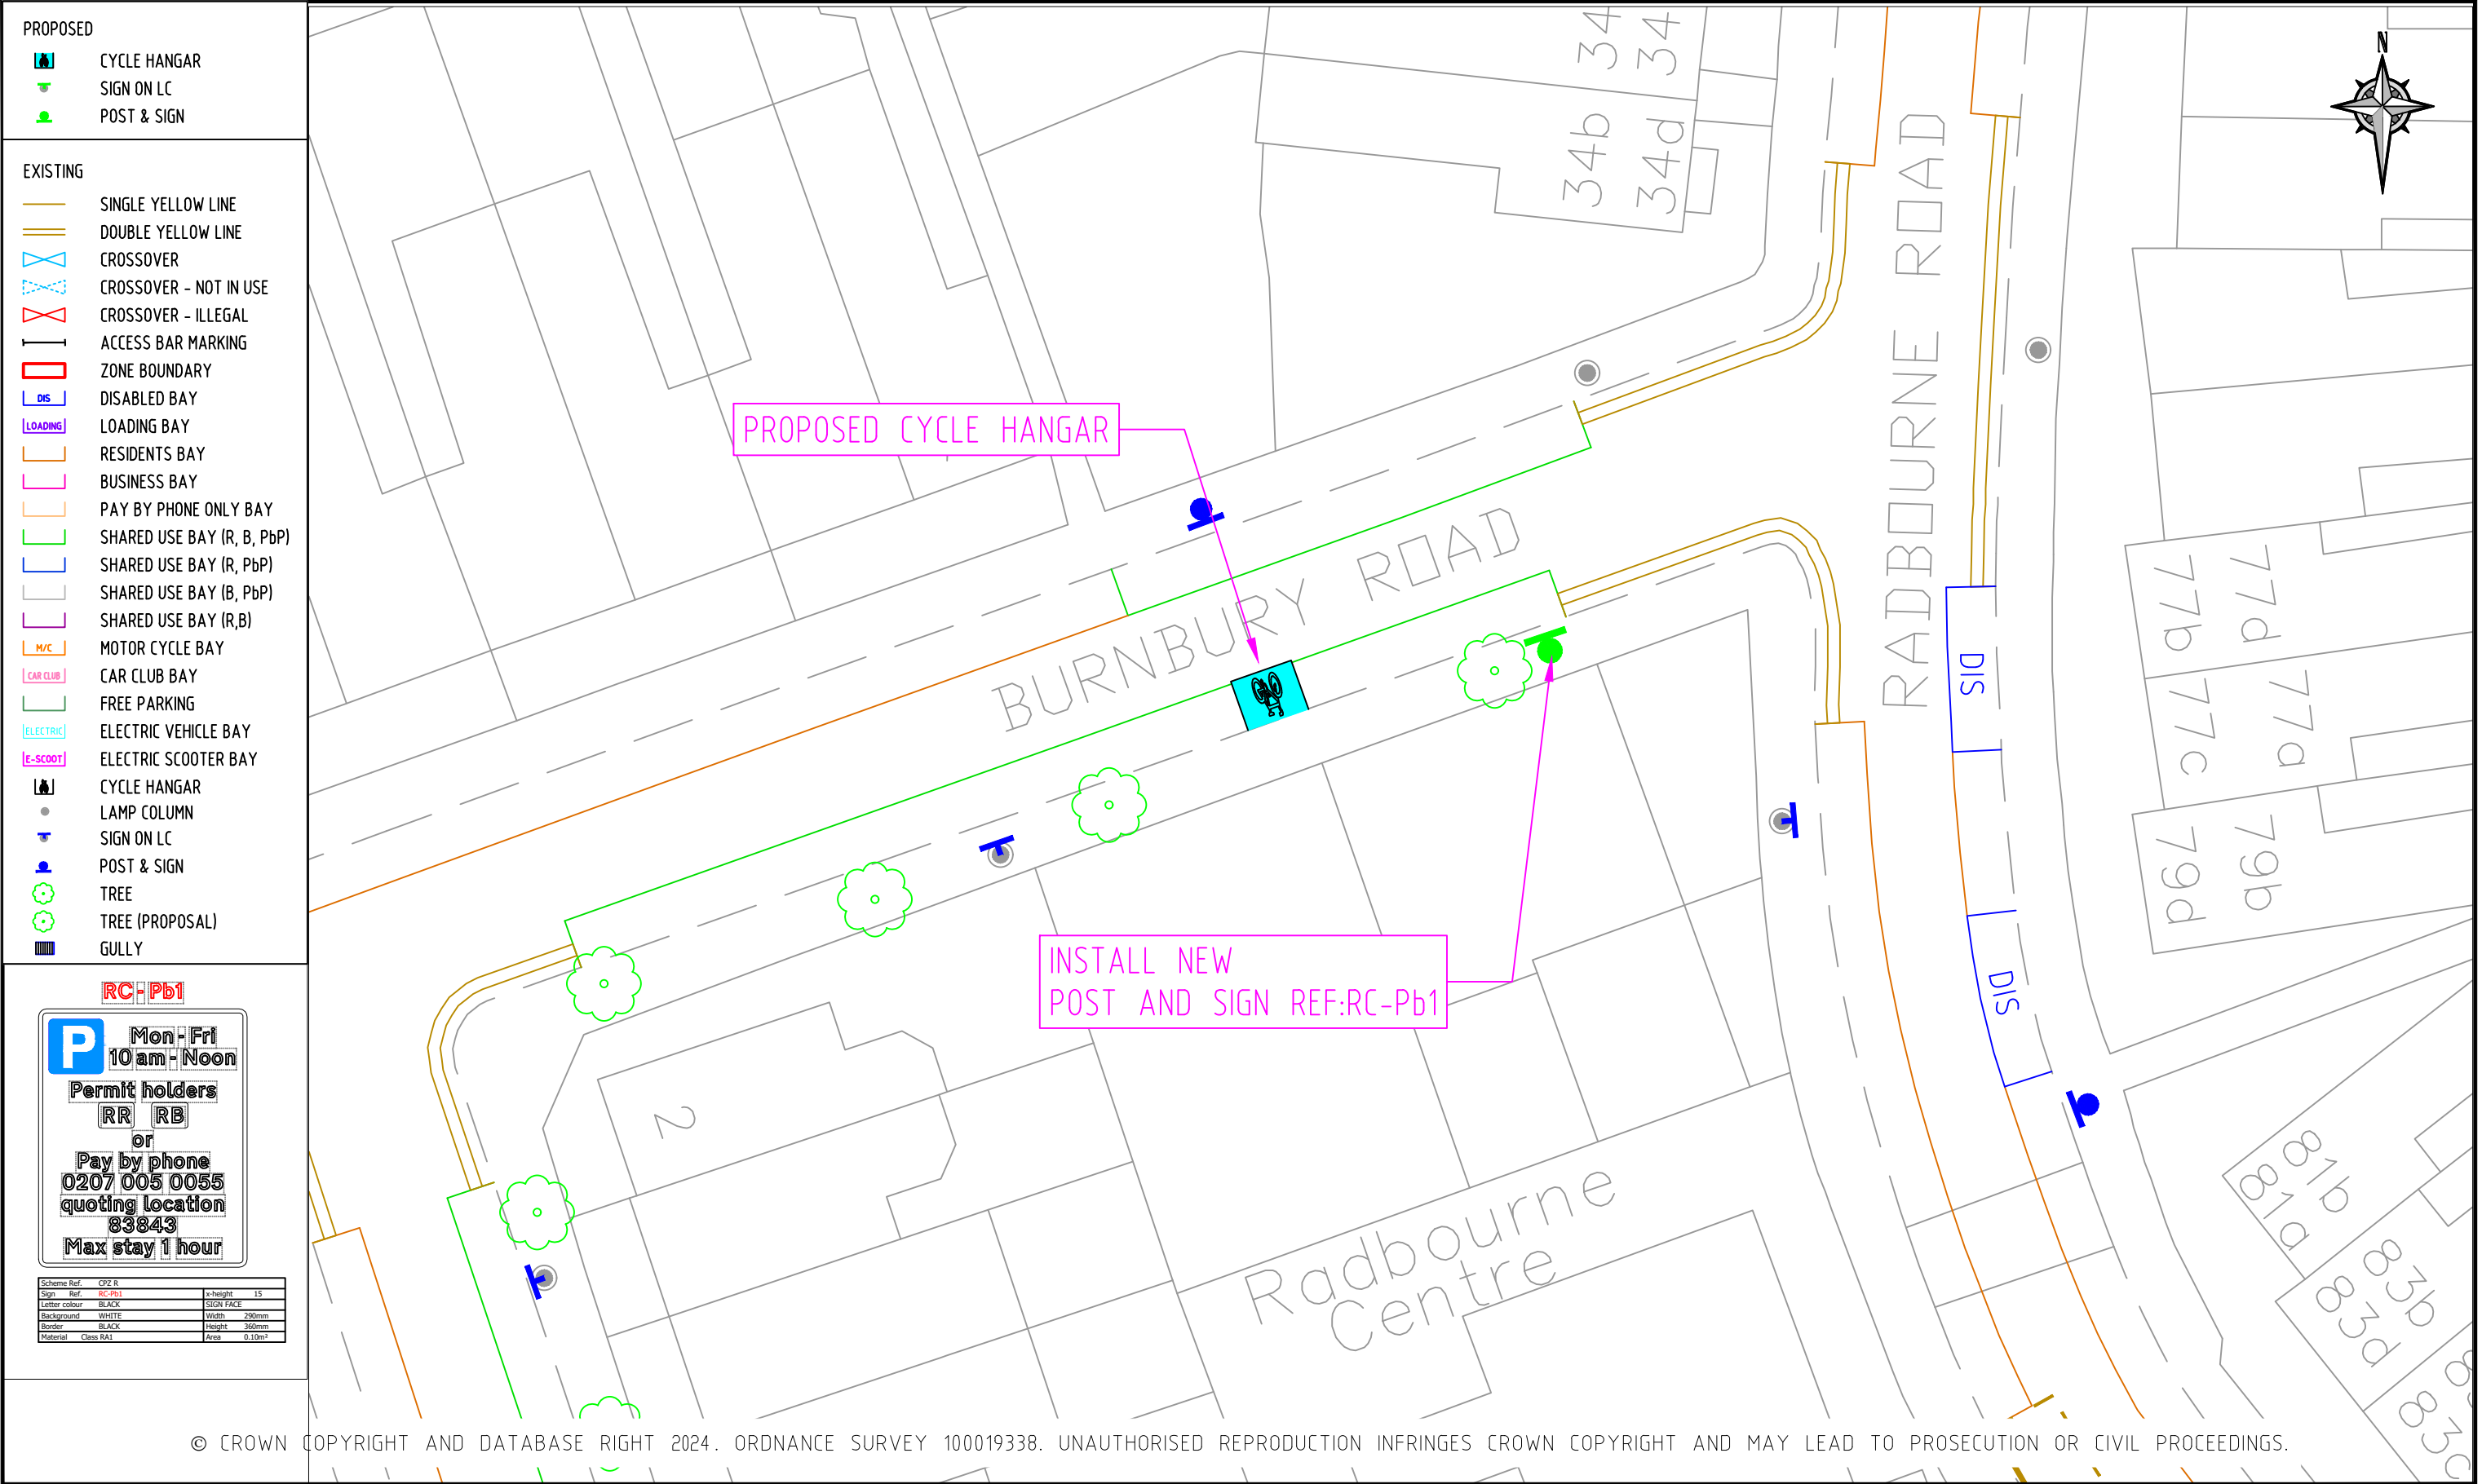 PROPOSED
CYCLE HANGAR
SIGN ON LC
POST & SIGN
EXISTING
SINGLE YELLOW LINE
DOUBLE YELLOW LINE
CROSSOVER
CROSSOVER - NOT IN USE
CROSSOVER - ILLEGAL
ACCESS BAR MARKING
ZONE BOUNDARY
DIS DISABLED BAY
LOADING LOADING BAY
RESIDENTS BAY
BUSINESS BAY
PAY BY PHONE ONLY BAY
SHARED USE BAY (R, B, PbP)
SHARED USE BAY (R, PbP)
SHARED USE BAY (B, PbP)
SHARED USE BAY (R,B)
M/C MOTOR CYCLE BAY
CAR CLUB CAR CLUB BAY
FREE PARKING
ELECTRIC ELECTRIC VEHICLE BAY
E-SCOOT ELECTRIC SCOOTER BAY
CYCLE HANGAR
LAMP COLUMN
SIGN ON LC
POST & SIGN
TREE
TREE (PROPOSAL)
GULLY
RC - Pb1
P Mon - Fri
10 am - Noon
Permit holders
RR RB
or
Pay by phone
0207 005 0055
quoting location
83843
Max stay 1 hour
Scheme Ref. CPZ R
Sign Ref. RC-Pb1 x-height 15
Letter colour BLACK SIGN FACE
Background WHITE Width 290mm
Border BLACK Height 360mm
Material Class RA1 Area 0.10m²
N
34
34
34b
34d
RADBOURNE ROAD
PROPOSED CYCLE HANGAR
BURNBURY ROAD
INSTALL NEW
POST AND SIGN REF:RC-Pb1
DIS
DIS
77b
77d
77c
77a
79b
79a
81b
81a
83b
83a
83c
2
Radbourne
Centre
© CROWN COPYRIGHT AND DATABASE RIGHT 2024. ORDNANCE SURVEY 100019338. UNAUTHORISED REPRODUCTION INFRINGES CROWN COPYRIGHT AND MAY LEAD TO PROSECUTION OR CIVIL PROCEEDINGS.